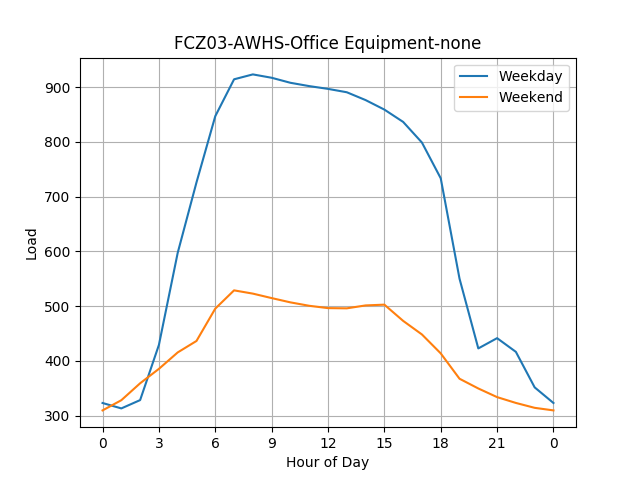 FCZ03-AWHS-Office Equipment-none
Weekday
Weekend
Load
900
800
700
600
500
400
300
0 3 6 9 12 15 18 21 0
Hour of Day